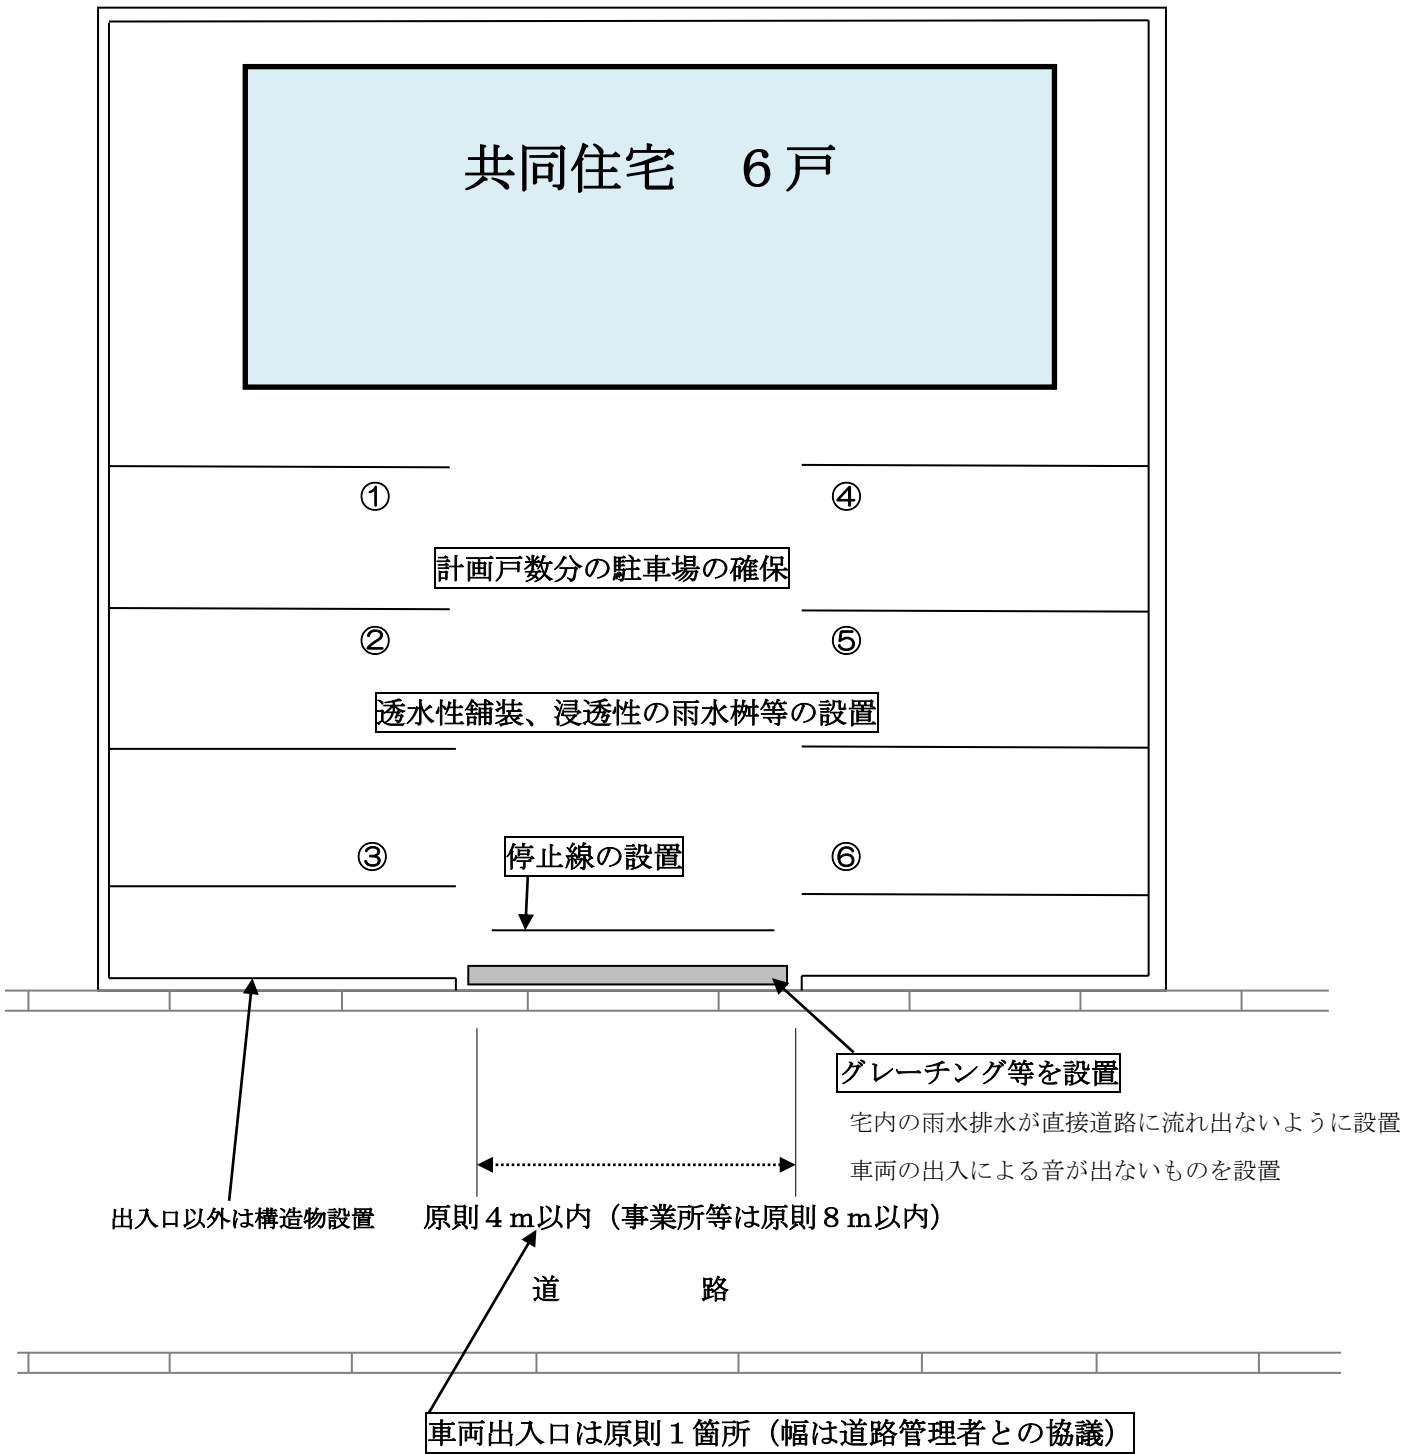 共同住宅　６戸
①
④
計画戸数分の駐車場の確保
②
⑤
透水性舗装、浸透性の雨水桝等の設置
③
停止線の設置
⑥
グレーチング等を設置
宅内の雨水排水が直接道路に流れ出ないように設置
車両の出入による音が出ないものを設置
出入口以外は構造物設置
原則４ｍ以内（事業所等は原則８ｍ以内）
道　　　　　路
車両出入口は原則１箇所（幅は道路管理者との協議）